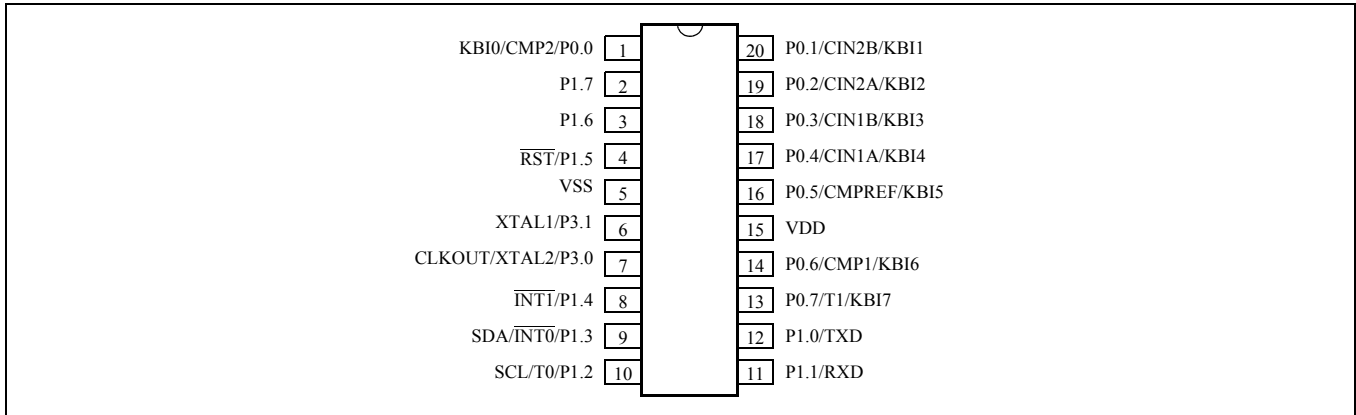 KBI0/CMP2/P0.0 1 20 P0.1/CIN2B/KBI1
P1.7 2 19 P0.2/CIN2A/KBI2
P1.6 3 18 P0.3/CIN1B/KBI3
R̅S̅T̅/P1.5 4 17 P0.4/CIN1A/KBI4
VSS 5 16 P0.5/CMPREF/KBI5
XTAL1/P3.1 6 15 VDD
CLKOUT/XTAL2/P3.0 7 14 P0.6/CMP1/KBI6
I̅N̅T̅1̅/P1.4 8 13 P0.7/T1/KBI7
SDA/I̅N̅T̅0̅/P1.3 9 12 P1.0/TXD
SCL/T0/P1.2 10 11 P1.1/RXD